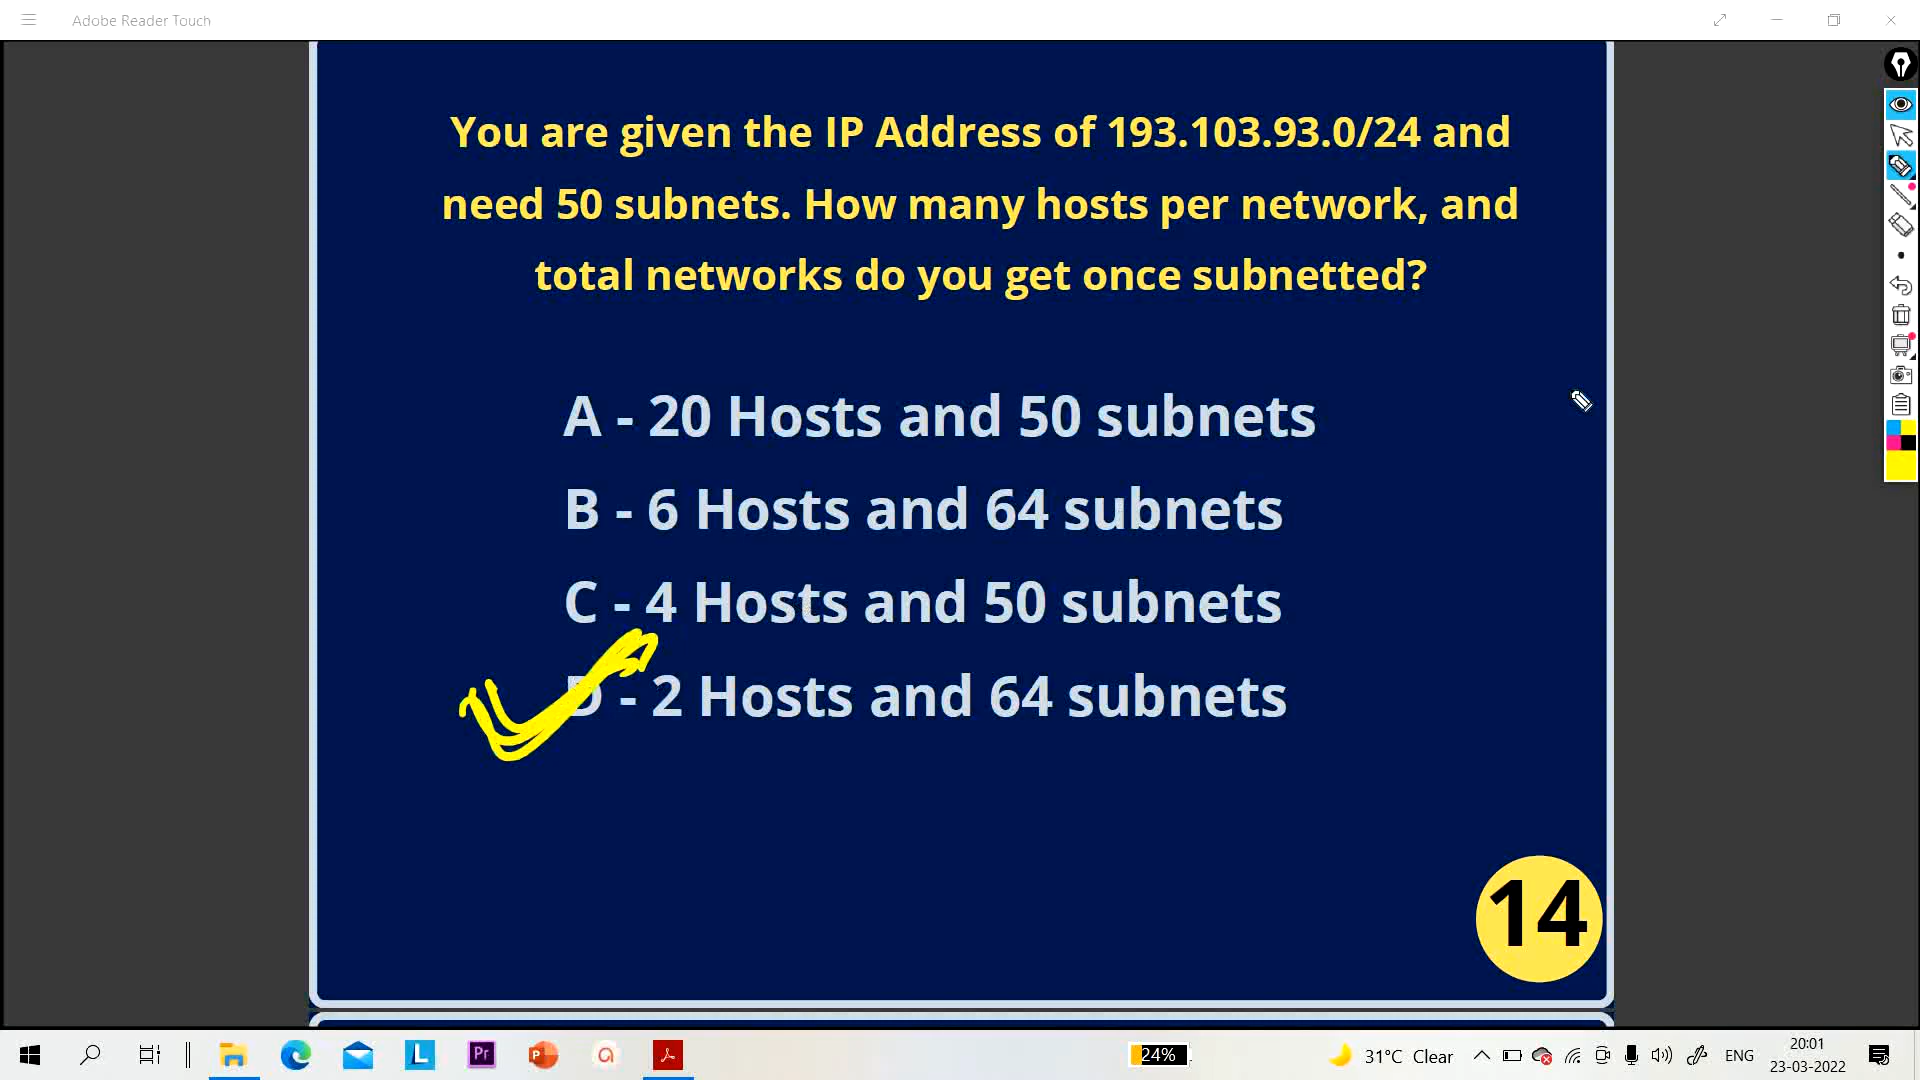 Adobe Reader Touch
You are given the IP Address of 193.103.93.0/24 and
need 50 subnets. How many hosts per network, and
total networks do you get once subnetted?
A - 20 Hosts and 50 subnets
B - 6 Hosts and 64 subnets
C - 4 Hosts and 50 subnets
D - 2 Hosts and 64 subnets
14
L
Pr
P
a
24%
31°C Clear
ENG
20:01
23-03-2022